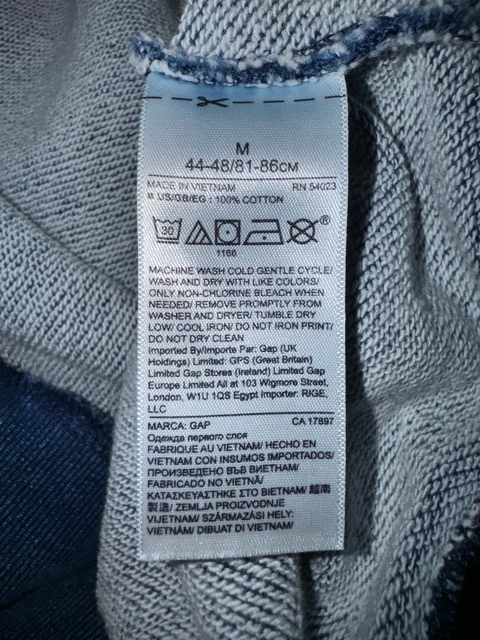 M
44-48/81-86см
MADE IN VIETNAM RN 54023
US/GB/EG : 100% COTTON
30
1168
MACHINE WASH COLD GENTLE CYCLE/
WASH AND DRY WITH LIKE COLORS/
ONLY NON-CHLORINE BLEACH WHEN
NEEDED/ REMOVE PROMPTLY FROM
WASHER AND DRYER/ TUMBLE DRY
LOW/ COOL IRON/ DO NOT IRON PRINT/
DO NOT DRY CLEAN
Imported By/Importe Par: Gap (UK
Holdings) Limited: GPS (Great Britain)
Limited Gap Stores (Ireland) Limited Gap
Europe Limited All at 103 Wigmore Street,
London, W1U 1QS Egypt Importer: RIGE,
LLC
MARCA: GAP CA 17897
Одежда первого слоя
FABRIQUE AU VIETNAM/ HECHO EN
VIETNAM CON INSUMOS IMPORTADOS/
ПРОИЗВЕДЕНО ВЪВ ВИЕТНАМ/
FABRICADO NO VIETNÃ/
ΚΑΤΑΣΚΕΥΑΣΤΗΚΕ ΣΤΟ ΒΙΕΤΝΑΜ/ 越南
製造/ ZEMLJA PROIZVODNJE
VIJETNAM/ SZÁRMAZÁSI HELY:
VIETNÁM/ DIBUAT DI VIETNAM/